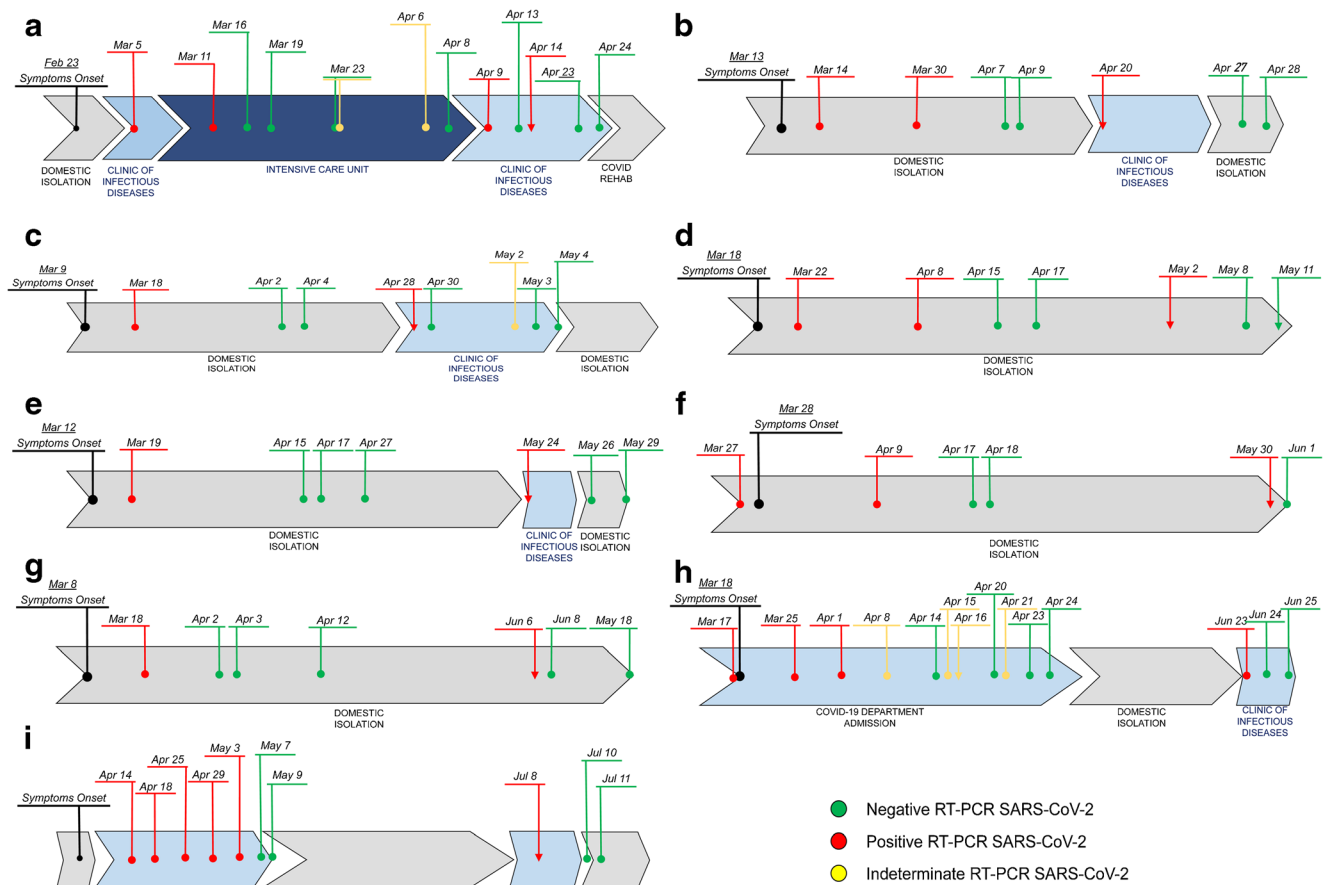 a
Feb 23
Symptoms Onset
Mar 5
Mar 11
Mar 16
Mar 19
Mar 23
Apr 6
Apr 8
Apr 9
Apr 13
Apr 14
Apr 23
Apr 24
DOMESTIC
ISOLATION
CLINIC OF
INFECTIOUS
DISEASES
INTENSIVE CARE UNIT
CLINIC OF
INFECTIOUS
DISEASES
COVID
REHAB
b
Mar 13
Symptoms Onset
Mar 14
Mar 30
Apr 7
Apr 9
Apr 20
Apr 27
Apr 28
DOMESTIC
ISOLATION
CLINIC OF
INFECTIOUS
DISEASES
DOMESTIC
ISOLATION
c
Mar 9
Symptoms Onset
Mar 18
Apr 2
Apr 4
Apr 28
Apr 30
May 2
May 3
May 4
DOMESTIC
ISOLATION
CLINIC OF
INFECTIOUS
DISEASES
DOMESTIC
ISOLATION
d
Mar 18
Symptoms Onset
Mar 22
Apr 8
Apr 15
Apr 17
May 2
May 8
May 11
DOMESTIC
ISOLATION
e
Mar 12
Symptoms Onset
Mar 19
Apr 15
Apr 17
Apr 27
May 24
May 26
May 29
DOMESTIC
ISOLATION
CLINIC OF
INFECTIOUS
DISEASES
DOMESTIC
ISOLATION
f
Mar 27
Mar 28
Symptoms Onset
Apr 9
Apr 17
Apr 18
May 30
Jun 1
DOMESTIC
ISOLATION
g
Mar 8
Symptoms Onset
Mar 18
Apr 2
Apr 3
Apr 12
Jun 6
Jun 8
May 18
DOMESTIC
ISOLATION
h
Mar 18
Symptoms Onset
Mar 17
Mar 25
Apr 1
Apr 8
Apr 14
Apr 15
Apr 16
Apr 20
Apr 21
Apr 23
Apr 24
Jun 23
Jun 24
Jun 25
COVID-19 DEPARTMENT
ADMISSION
DOMESTIC
ISOLATION
CLINIC OF
INFECTIOUS
DISEASES
i
Symptoms Onset
Apr 14
Apr 18
Apr 25
Apr 29
May 3
May 7
May 9
Jul 8
Jul 10
Jul 11
Negative RT-PCR SARS-CoV-2
Positive RT-PCR SARS-CoV-2
Indeterminate RT-PCR SARS-CoV-2